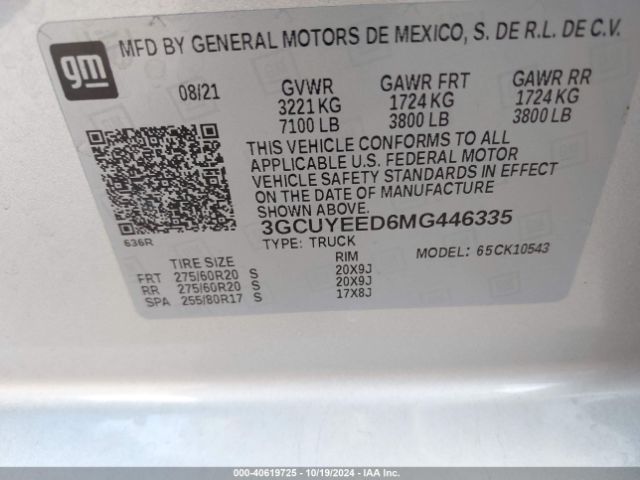 gm
MFD BY GENERAL MOTORS DE MEXICO, S. DE R.L. DE C.V.
08/21 GVWR GAWR FRT GAWR RR
3221 KG 1724 KG 1724 KG
7100 LB 3800 LB 3800 LB
THIS VEHICLE CONFORMS TO ALL
APPLICABLE U.S. FEDERAL MOTOR
VEHICLE SAFETY STANDARDS IN EFFECT
ON THE DATE OF MANUFACTURE
SHOWN ABOVE.
3GCUYEED6MG446335
636R
TYPE: TRUCK MODEL: 65CK10543
TIRE SIZE RIM
FRT 275/60R20 S 20X9J
RR 275/60R20 S 20X9J
SPA 255/80R17 S 17X8J
000-40619725 - 10/19/2024 - IAA Inc.